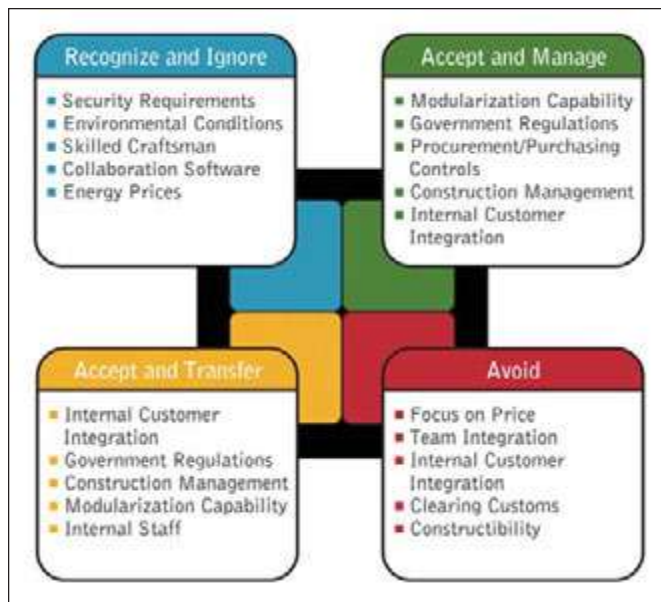 Recognize and Ignore
Security Requirements
Environmental Conditions
Skilled Craftsman
Collaboration Software
Energy Prices
Accept and Manage
Modularization Capability
Government Regulations
Procurement/Purchasing
Controls
Construction Management
Internal Customer
Integration
Accept and Transfer
Internal Customer
Integration
Government Regulations
Construction Management
Modularization Capability
Internal Staff
Avoid
Focus on Price
Team Integration
Internal Customer
Integration
Clearing Customs
Constructibility